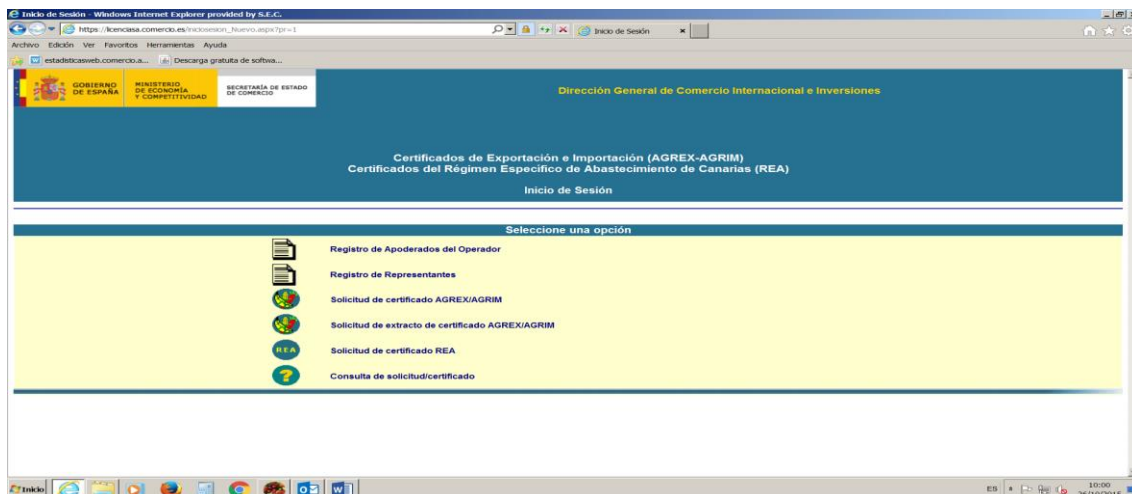 Inicio de Sesión - Windows Internet Explorer provided by S.E.C.
https://licenciasa.comercio.es/iniciosesion_Nuevo.aspx?pr=1
Inicio de Sesión
Archivo Edición Ver Favoritos Herramientas Ayuda
estadisticasweb.comercio.a... Descarga gratuita de softwa...
GOBIERNO DE ESPAÑA
MINISTERIO DE ECONOMÍA Y COMPETITIVIDAD
SECRETARÍA DE ESTADO DE COMERCIO
Dirección General de Comercio Internacional e Inversiones
Certificados de Exportación e Importación (AGREX-AGRIM)
Certificados del Régimen Especifico de Abastecimiento de Canarias (REA)
Inicio de Sesión
Seleccione una opción
Registro de Apoderados del Operador
Registro de Representantes
Solicitud de certificado AGREX/AGRIM
Solicitud de extracto de certificado AGREX/AGRIM
REA Solicitud de certificado REA
? Consulta de solicitud/certificado
Inicio
ES
10:00